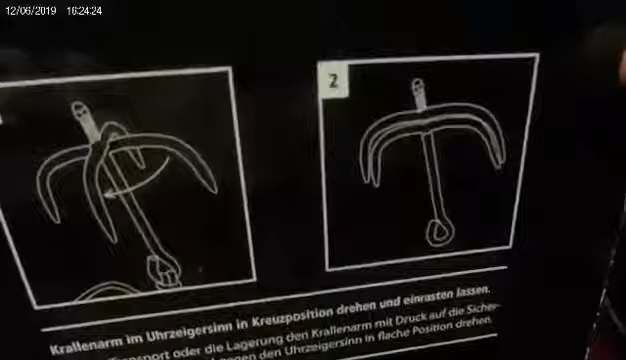 12/06/2019 16:24:24
2
Krallenarm im Uhrzeigersinn in Kreuzposition drehen und einrasten lassen.
oder die Lagerung den Krallenarm mit Druck auf die Sicher-
gegen den Uhrzeigersinn in flache Position drehen.